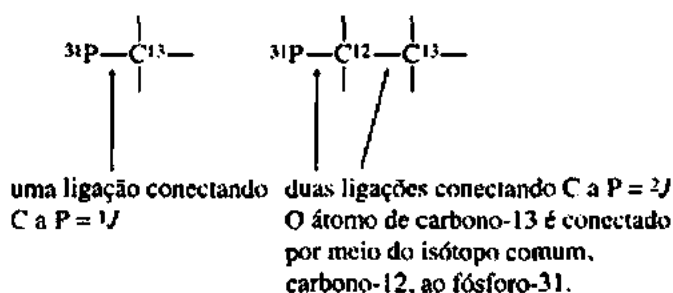 ³¹P—C¹³— ³¹P—C¹²—C¹³—
uma ligação conectando duas ligações conectando C a P = ²J
C a P = ¹J O átomo de carbono-13 é conectado
por meio do isótopo comum,
carbono-12, ao fósforo-31.